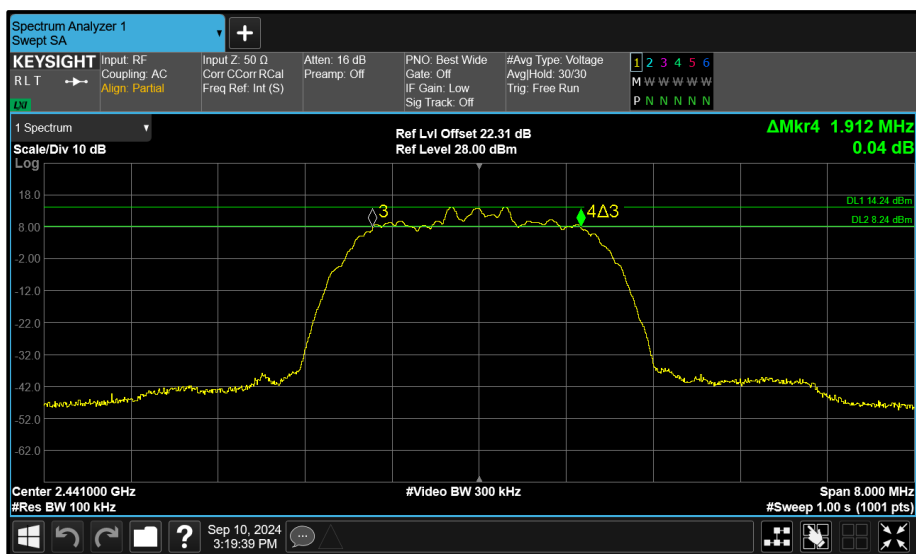 Spectrum Analyzer 1
Swept SA
KEYSIGHT
RLT
LXI
Input: RF
Coupling: AC
Align: Partial
Input Z: 50 Ω
Corr CCorr RCal
Freq Ref: Int (S)
Atten: 16 dB
Preamp: Off
PNO: Best Wide
Gate: Off
IF Gain: Low
Sig Track: Off
#Avg Type: Voltage
Avg|Hold: 30/30
Trig: Free Run
1 2 3 4 5 6
M W W W W W
P N N N N N
1 Spectrum
Scale/Div 10 dB
Ref Lvl Offset 22.31 dB
Ref Level 28.00 dBm
ΔMkr4 1.912 MHz
0.04 dB
Log
18.0
8.00
-2.00
-12.0
-22.0
-32.0
-42.0
-52.0
-62.0
3
4Δ3
DL1 14.24 dBm
DL2 8.24 dBm
Center 2.441000 GHz
#Res BW 100 kHz
#Video BW 300 kHz
Span 8.000 MHz
#Sweep 1.00 s (1001 pts)
?
Sep 10, 2024
3:19:39 PM